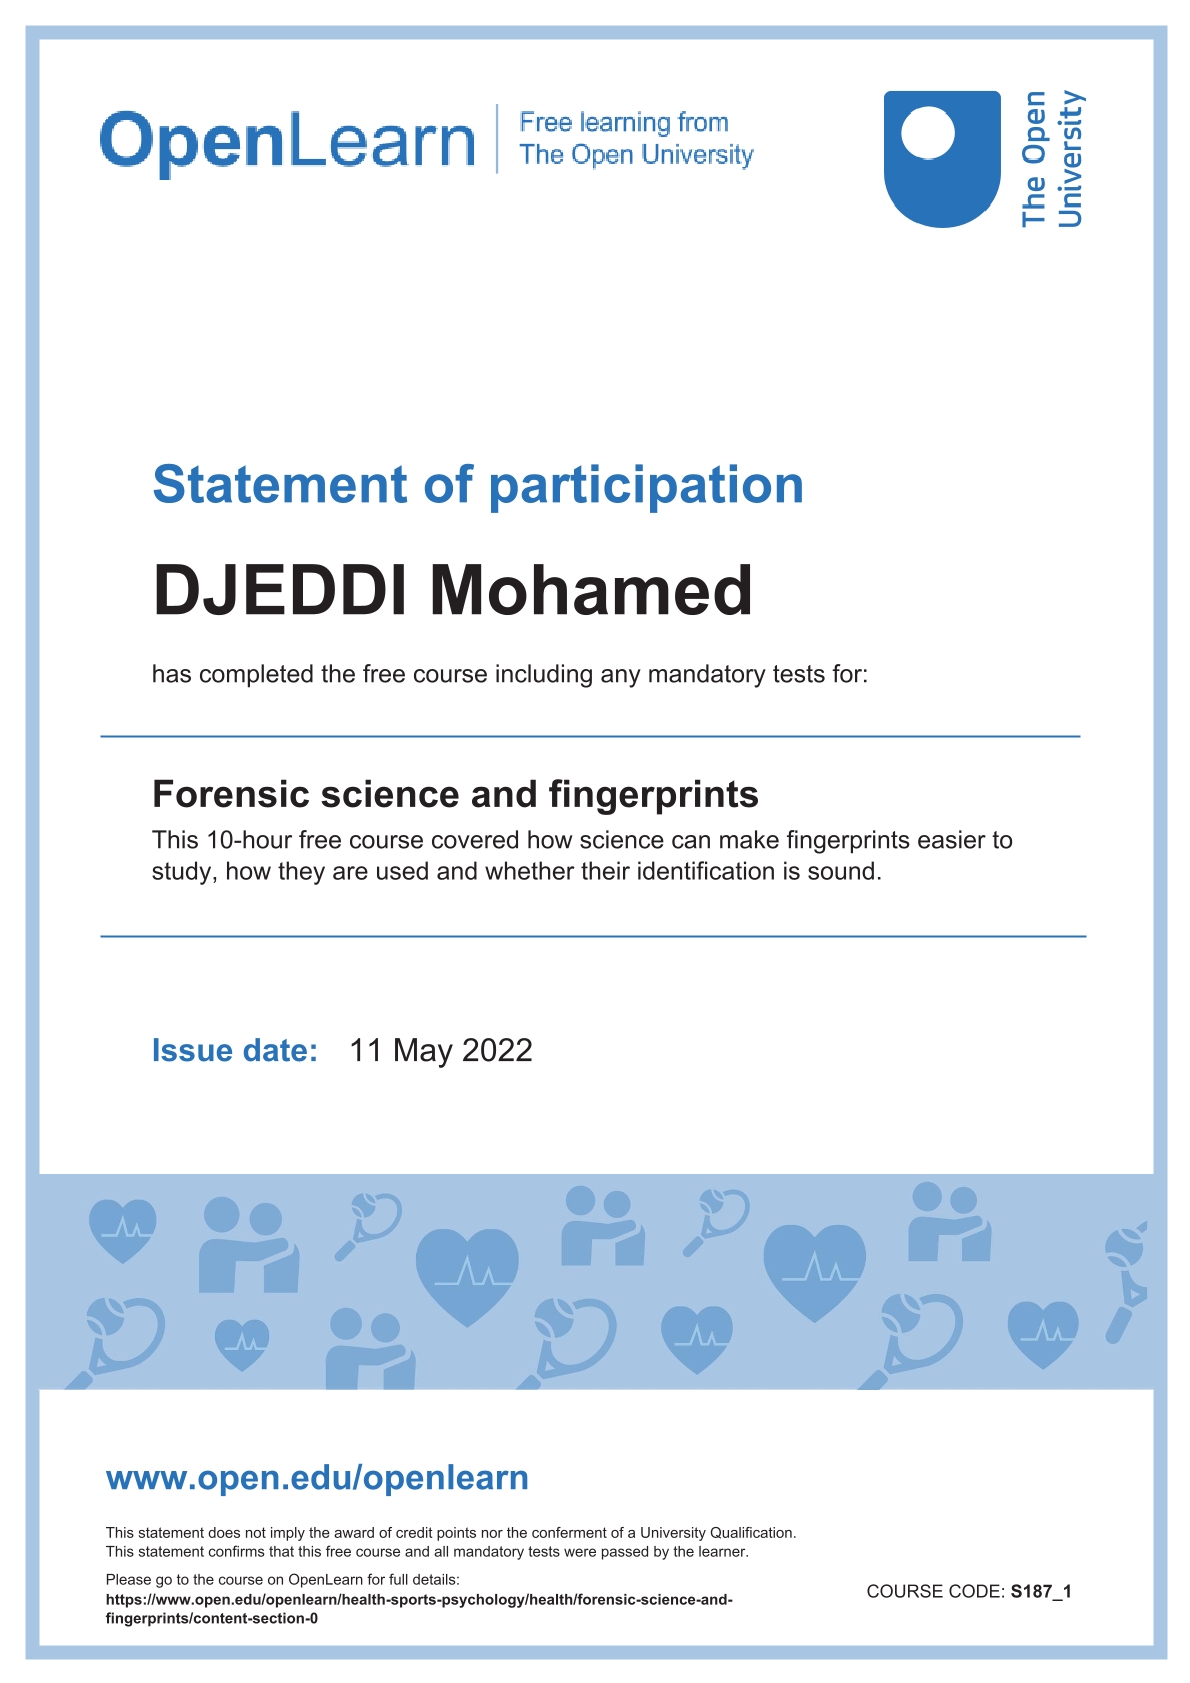 OpenLearn
Free learning from
The Open University
The Open
University
Statement of participation
DJEDDI Mohamed
has completed the free course including any mandatory tests for:
Forensic science and fingerprints
This 10-hour free course covered how science can make fingerprints easier to
study, how they are used and whether their identification is sound.
Issue date: 11 May 2022
www.open.edu/openlearn
This statement does not imply the award of credit points nor the conferment of a University Qualification.
This statement confirms that this free course and all mandatory tests were passed by the learner.
Please go to the course on OpenLearn for full details:
https://www.open.edu/openlearn/health-sports-psychology/health/forensic-science-and-
fingerprints/content-section-0
COURSE CODE: S187_1